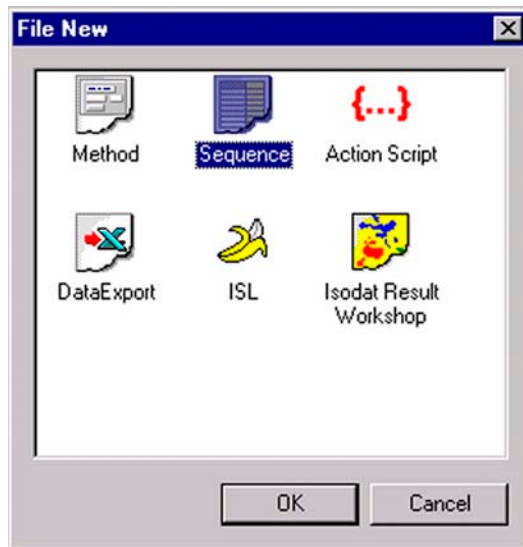 File New
Method
Sequence
{...}
Action Script
DataExport
ISL
Isodat Result
Workshop
OK
Cancel